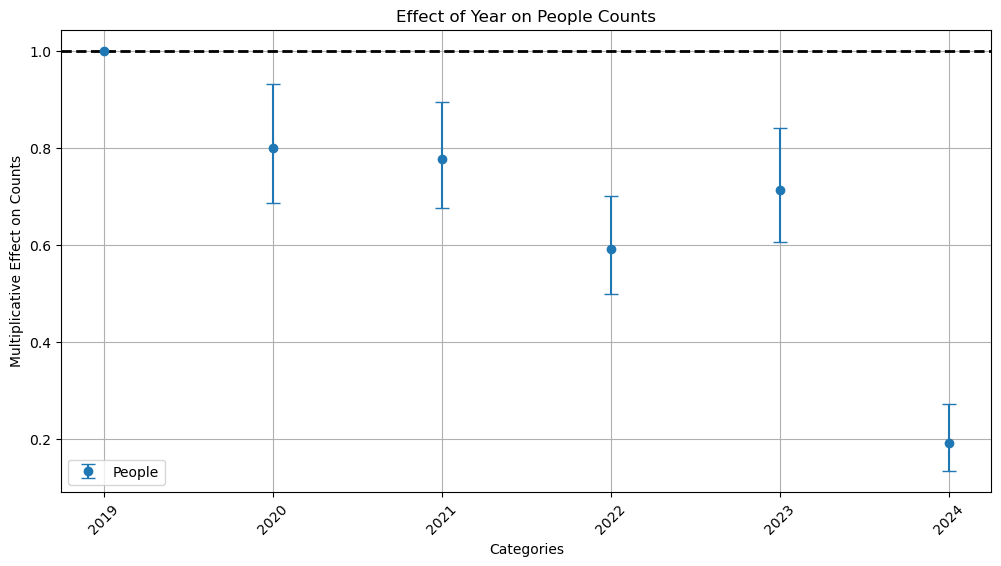 Effect of Year on People Counts
Multiplicative Effect on Counts
1.0
0.8
0.6
0.4
0.2
People
2019
2020
2021
2022
2023
2024
Categories